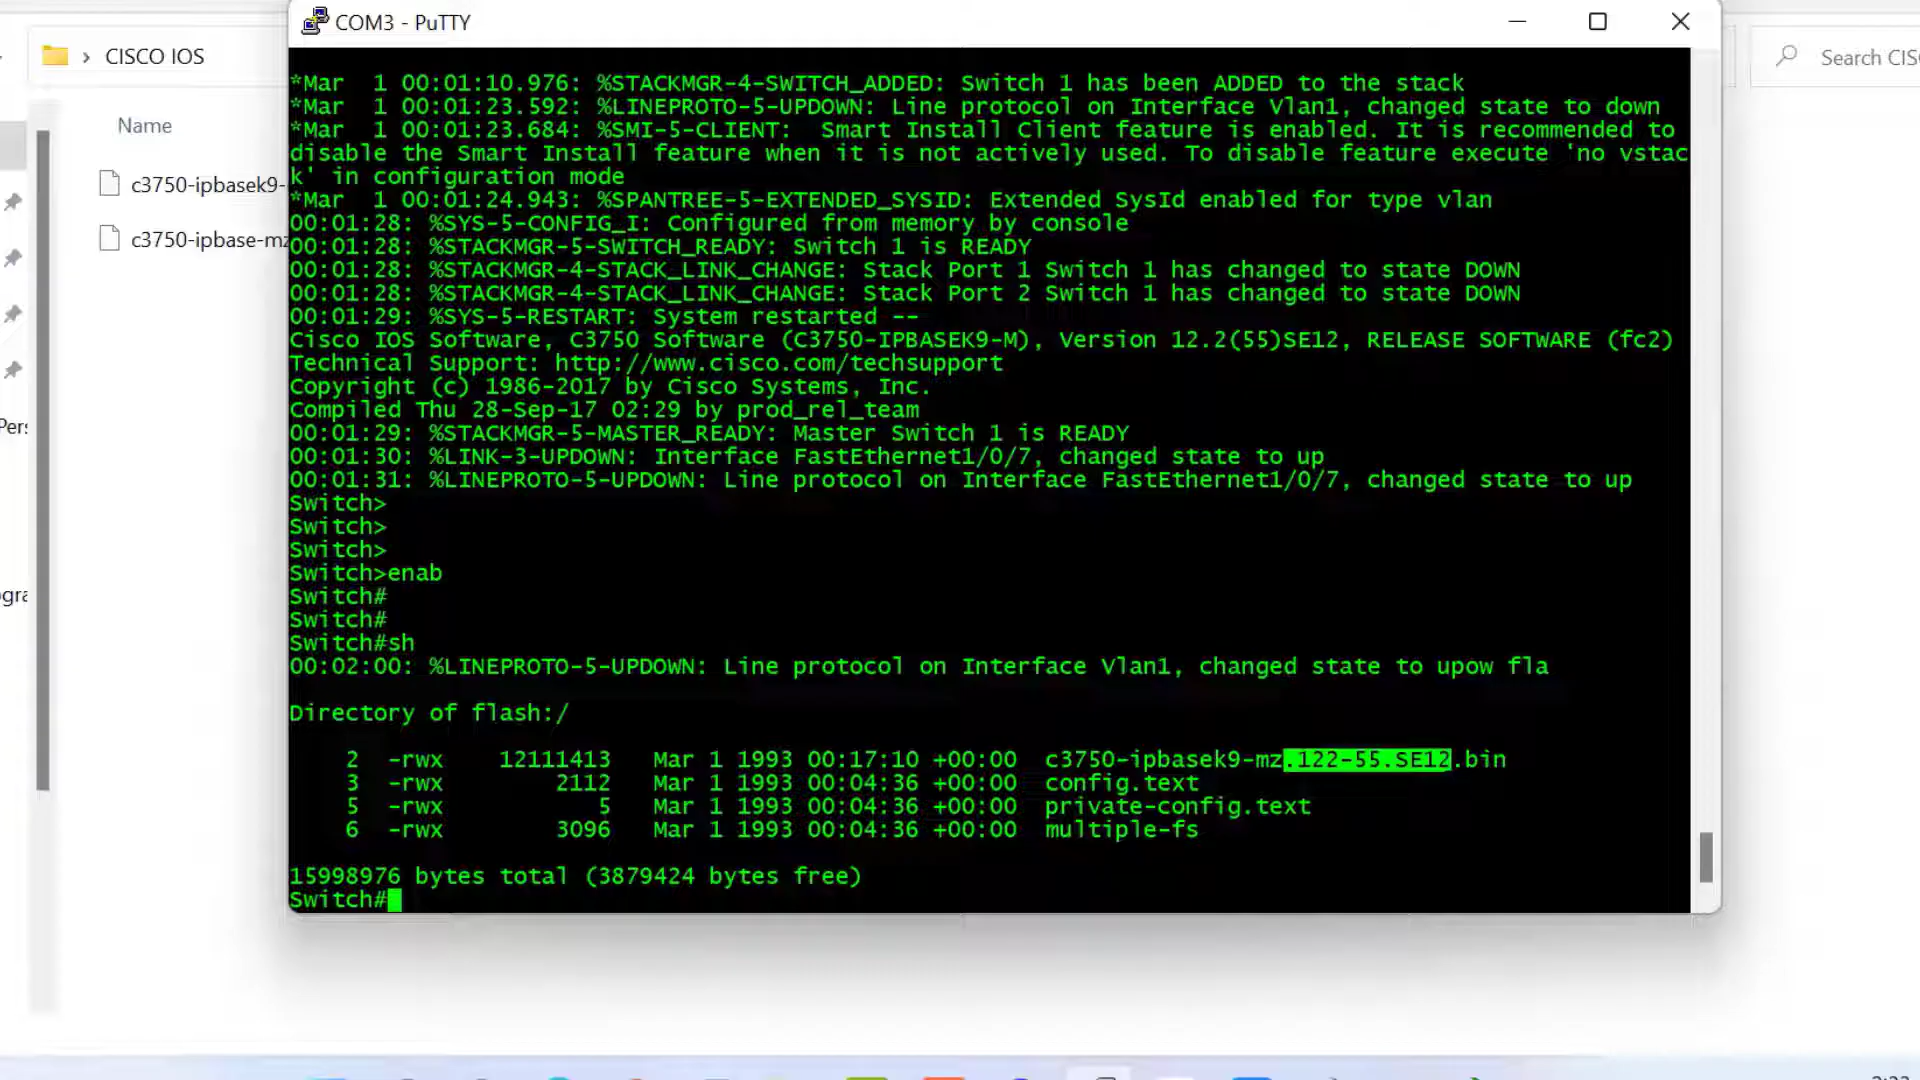 COM3 - PuTTY
CISCO IOS
Search CIS
Name
c3750-ipbasek9-
c3750-ipbase-mz
*Mar  1 00:01:10.976: %STACKMGR-4-SWITCH_ADDED: Switch 1 has been ADDED to the stack
*Mar  1 00:01:23.592: %LINEPROTO-5-UPDOWN: Line protocol on Interface Vlan1, changed state to down
*Mar  1 00:01:23.684: %SMI-5-CLIENT:  Smart Install Client feature is enabled. It is recommended to
disable the Smart Install feature when it is not actively used. To disable feature execute 'no vstac
k' in configuration mode
*Mar  1 00:01:24.943: %SPANTREE-5-EXTENDED_SYSID: Extended SysId enabled for type vlan
00:01:28: %SYS-5-CONFIG_I: Configured from memory by console
00:01:28: %STACKMGR-5-SWITCH_READY: Switch 1 is READY
00:01:28: %STACKMGR-4-STACK_LINK_CHANGE: Stack Port 1 Switch 1 has changed to state DOWN
00:01:28: %STACKMGR-4-STACK_LINK_CHANGE: Stack Port 2 Switch 1 has changed to state DOWN
00:01:29: %SYS-5-RESTART: System restarted --
Cisco IOS Software, C3750 Software (C3750-IPBASEK9-M), Version 12.2(55)SE12, RELEASE SOFTWARE (fc2)
Technical Support: http://www.cisco.com/techsupport
Copyright (c) 1986-2017 by Cisco Systems, Inc.
Compiled Thu 28-Sep-17 02:29 by prod_rel_team
00:01:29: %STACKMGR-5-MASTER_READY: Master Switch 1 is READY
00:01:30: %LINK-3-UPDOWN: Interface FastEthernet1/0/7, changed state to up
00:01:31: %LINEPROTO-5-UPDOWN: Line protocol on Interface FastEthernet1/0/7, changed state to up
Switch>
Switch>
Switch>
Switch>enab
Switch#
Switch#
Switch#sh
00:02:00: %LINEPROTO-5-UPDOWN: Line protocol on Interface Vlan1, changed state to upow fla
Directory of flash:/
2  -rwx    12111413   Mar 1 1993 00:17:10 +00:00  c3750-ipbasek9-mz.122-55.SE12.bin
3  -rwx        2112   Mar 1 1993 00:04:36 +00:00  config.text
5  -rwx           5   Mar 1 1993 00:04:36 +00:00  private-config.text
6  -rwx        3096   Mar 1 1993 00:04:36 +00:00  multiple-fs
15998976 bytes total (3879424 bytes free)
Switch#
Pers
ogra